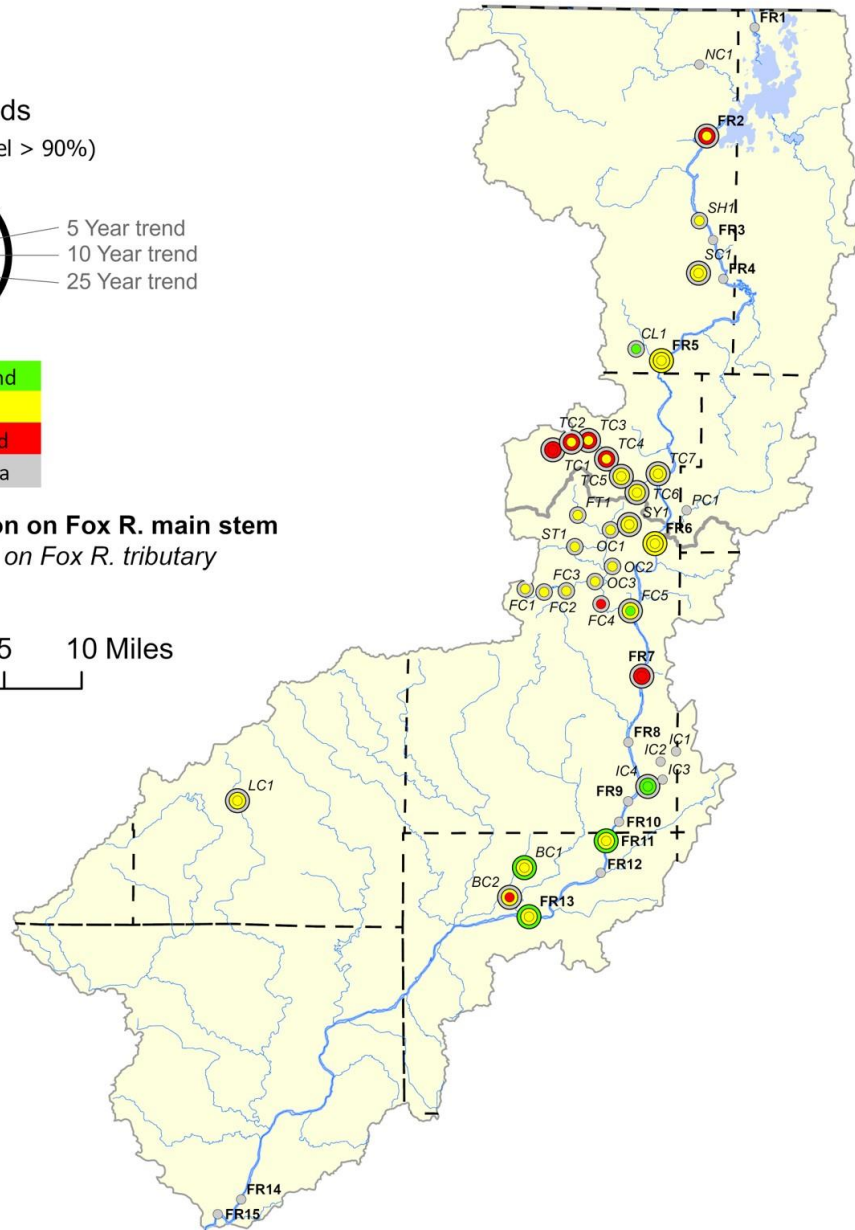 ds
el > 90%)
5 Year trend
10 Year trend
25 Year trend
nd
d
a
on on Fox R. main stem
on Fox R. tributary
5 10 Miles
FR1
NC1
FR2
SH1
FR3
SC1
FR4
CL1
FR5
TC2
TC3
TC4
TC1
TC7
TC5
TC6
PC1
FT1
SY1
ST1
OC1
FR6
OC2
FC3
OC3
FC1
FC2
FC4
FC5
FR7
FR8
IC1
IC2
IC4
IC3
LC1
FR9
FR10
FR11
BC1
FR12
BC2
FR13
FR14
FR15